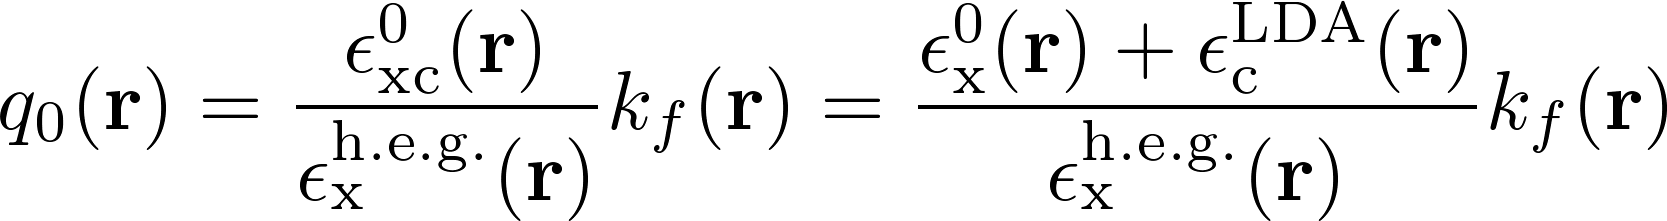 q_0(\mathbf{r}) = \frac{\epsilon_{\mathrm{xc}}^{0}(\mathbf{r})}{\epsilon_{\mathrm{x}}^{\mathrm{h.e.g.}}(\mathbf{r})} k_f(\mathbf{r}) = \frac{\epsilon_{\mathrm{x}}^{0}(\mathbf{r}) + \epsilon_{\mathrm{c}}^{\mathrm{LDA}}(\mathbf{r})}{\epsilon_{\mathrm{x}}^{\mathrm{h.e.g.}}(\mathbf{r})} k_f(\mathbf{r})